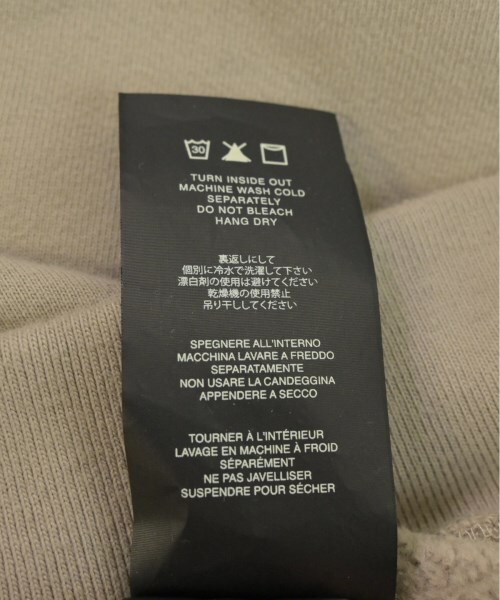 30
TURN INSIDE OUT
MACHINE WASH COLD
SEPARATELY
DO NOT BLEACH
HANG DRY
裏返しにして
個別に冷水で洗濯して下さい
漂白剤の使用は避けてください
乾燥機の使用禁止
吊り干ししてください
SPEGNERE ALL'INTERNO
MACCHINA LAVARE A FREDDO
SEPARATAMENTE
NON USARE LA CANDEGGINA
APPENDERE A SECCO
TOURNER À L'INTÉRIEUR
LAVAGE EN MACHINE À FROID
SÉPARÉMENT
NE PAS JAVELLISER
SUSPENDRE POUR SÉCHER